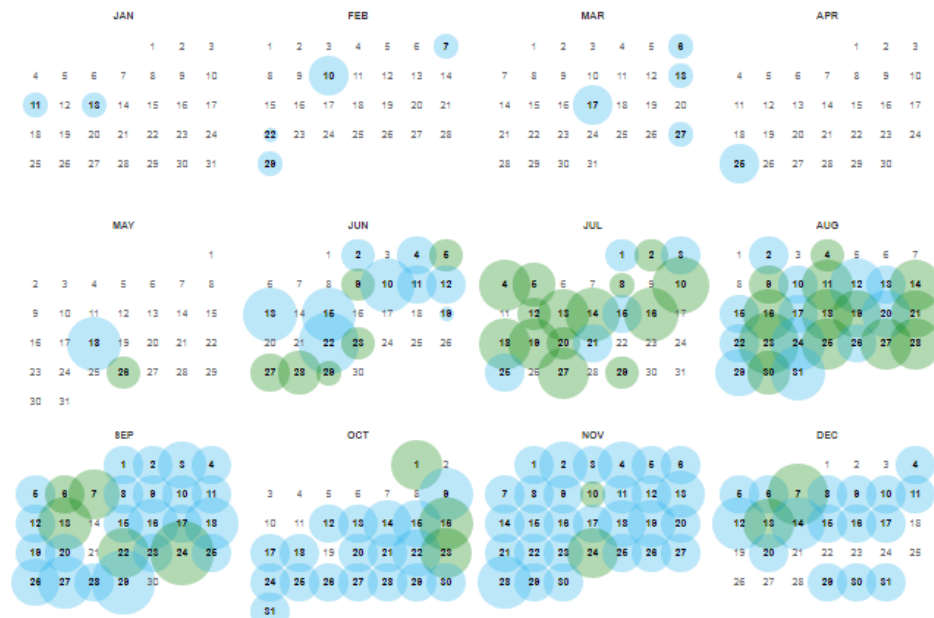 JAN
1 2 3
4 5 6 7 8 9 10
11 12 13 14 15 16 17
18 19 20 21 22 23 24
25 26 27 28 29 30 31
FEB
1 2 3 4 5 6 7
8 9 10 11 12 13 14
15 16 17 18 19 20 21
22 23 24 25 26 27 28
29
MAR
1 2 3 4 5 6
7 8 9 10 11 12 13
14 15 16 17 18 19 20
21 22 23 24 25 26 27
28 29 30 31
APR
1 2 3
4 5 6 7 8 9 10
11 12 13 14 15 16 17
18 19 20 21 22 23 24
25 26 27 28 29 30
MAY
1
2 3 4 5 6 7 8
9 10 11 12 13 14 15
16 17 18 19 20 21 22
23 24 25 26 27 28 29
30 31
JUN
1 2 3 4 5
6 7 8 9 10 11 12
13 14 15 16 17 18 19
20 21 22 23 24 25 26
27 28 29 30
JUL
1 2 3
4 5 6 7 8 9 10
11 12 13 14 15 16 17
18 19 20 21 22 23 24
25 26 27 28 29 30 31
AUG
1 2 3 4 5 6 7
8 9 10 11 12 13 14
15 16 17 18 19 20 21
22 23 24 25 26 27 28
29 30 31
SEP
1 2 3 4
5 6 7 8 9 10 11
12 13 14 15 16 17 18
19 20 21 22 23 24 25
26 27 28 29 30
OCT
1 2
3 4 5 6 7 8 9
10 11 12 13 14 15 16
17 18 19 20 21 22 23
24 25 26 27 28 29 30
31
NOV
1 2 3 4 5 6
7 8 9 10 11 12 13
14 15 16 17 18 19 20
21 22 23 24 25 26 27
28 29 30
DEC
1 2 3 4
5 6 7 8 9 10 11
12 13 14 15 16 17 18
19 20 21 22 23 24 25
26 27 28 29 30 31